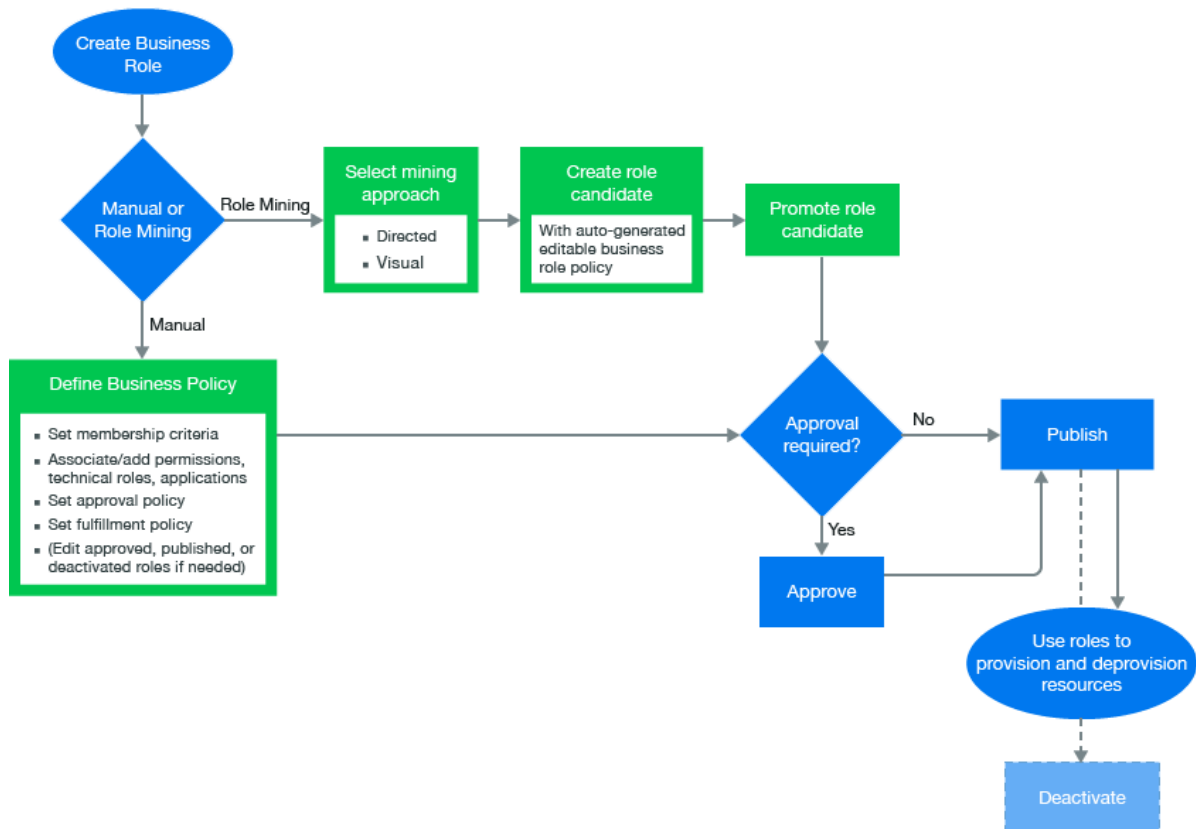 Create Business
Role
Manual or
Role Mining
Role Mining
Select mining
approach
▪ Directed
▪ Visual
Create role
candidate
With auto-generated
editable business
role policy
Promote role
candidate
Manual
Define Business Policy
▪ Set membership criteria
▪ Associate/add permissions,
technical roles, applications
▪ Set approval policy
▪ Set fulfillment policy
▪ (Edit approved, published, or
deactivated roles if needed)
Approval
required?
No
Publish
Yes
Approve
Use roles to
provision and deprovision
resources
Deactivate